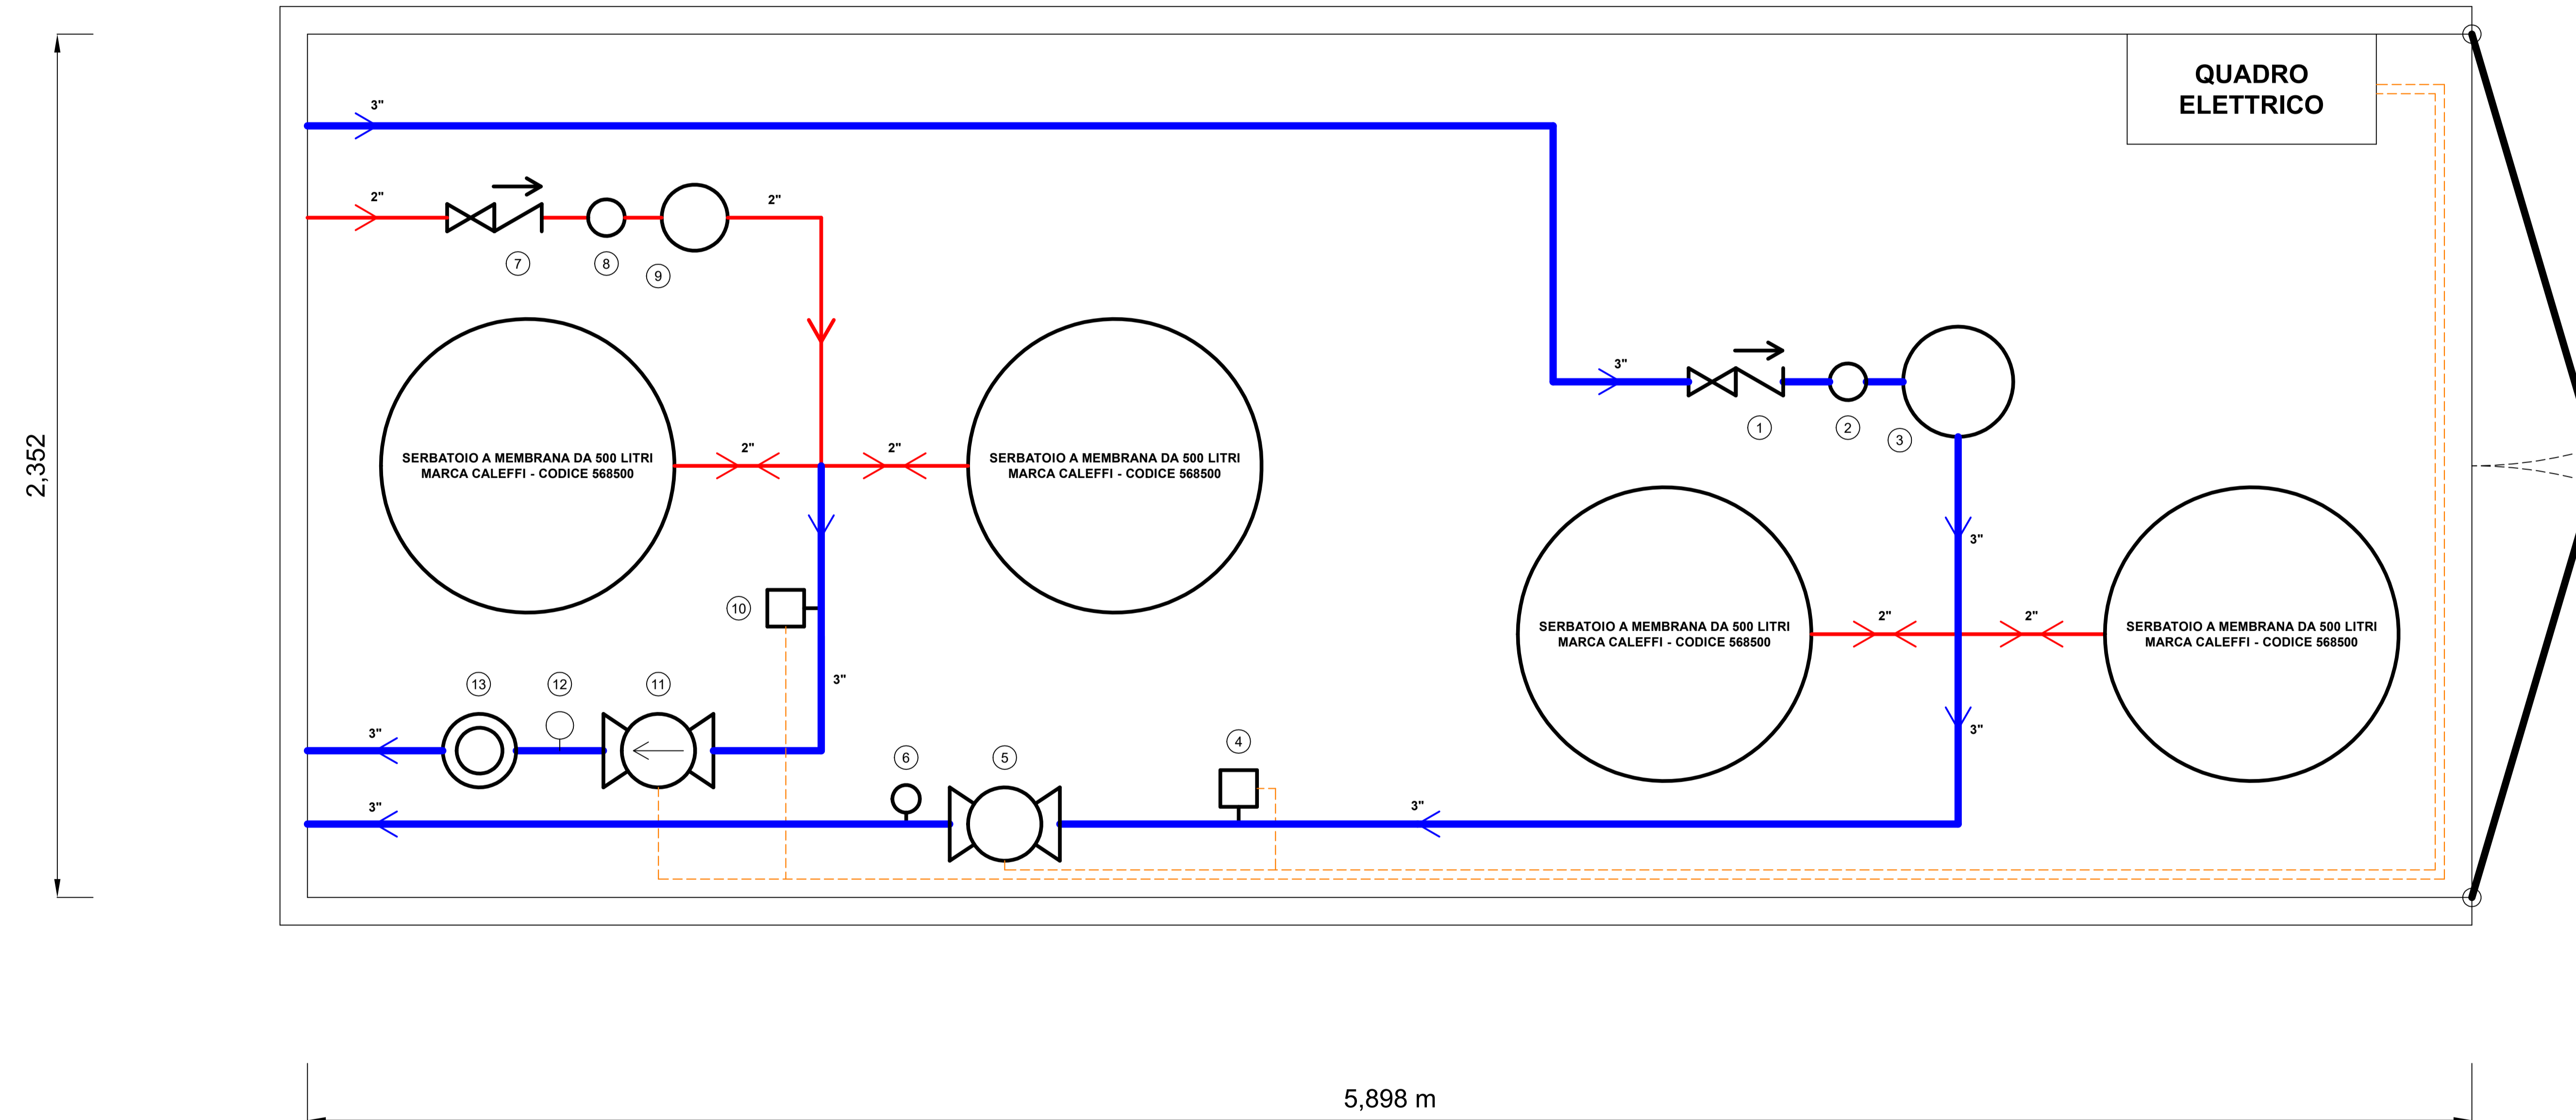 QUADRO
ELETTRICO
3"
2"
2"
7
8
9
3"
1
2
3
2,352
SERBATOIO A MEMBRANA DA 500 LITRI
MARCA CALEFFI - CODICE 568500
2"
2"
SERBATOIO A MEMBRANA DA 500 LITRI
MARCA CALEFFI - CODICE 568500
3"
10
SERBATOIO A MEMBRANA DA 500 LITRI
MARCA CALEFFI - CODICE 568500
2"
2"
SERBATOIO A MEMBRANA DA 500 LITRI
MARCA CALEFFI - CODICE 568500
13
12
11
3"
3"
3"
6
5
4
3"
3"
5,898 m